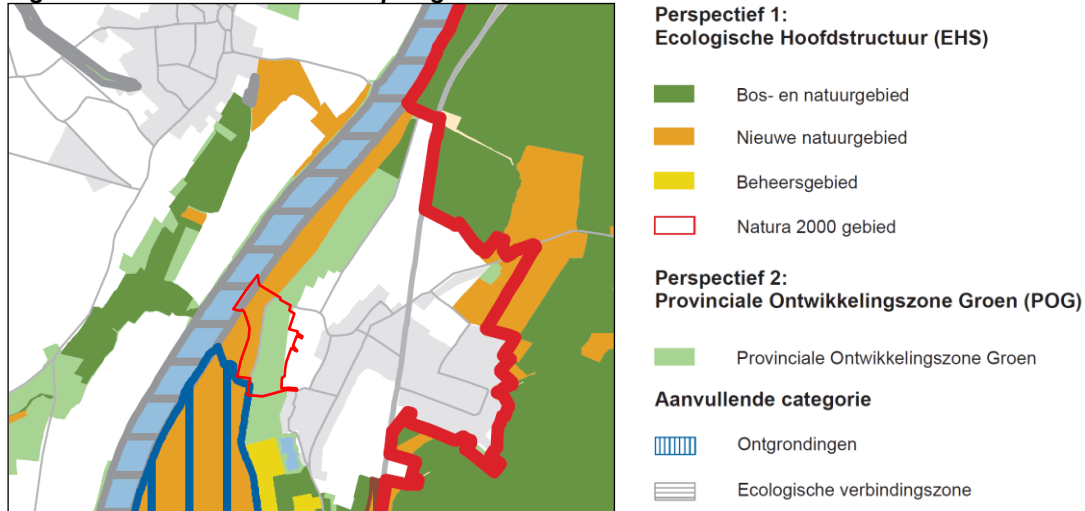 Perspectief 1:
Ecologische Hoofdstructuur (EHS)
Bos- en natuurgebied
Nieuwe natuurgebied
Beheersgebied
Natura 2000 gebied
Perspectief 2:
Provinciale Ontwikkelingszone Groen (POG)
Provinciale Ontwikkelingszone Groen
Aanvullende categorie
Ontgrondingen
Ecologische verbindingszone